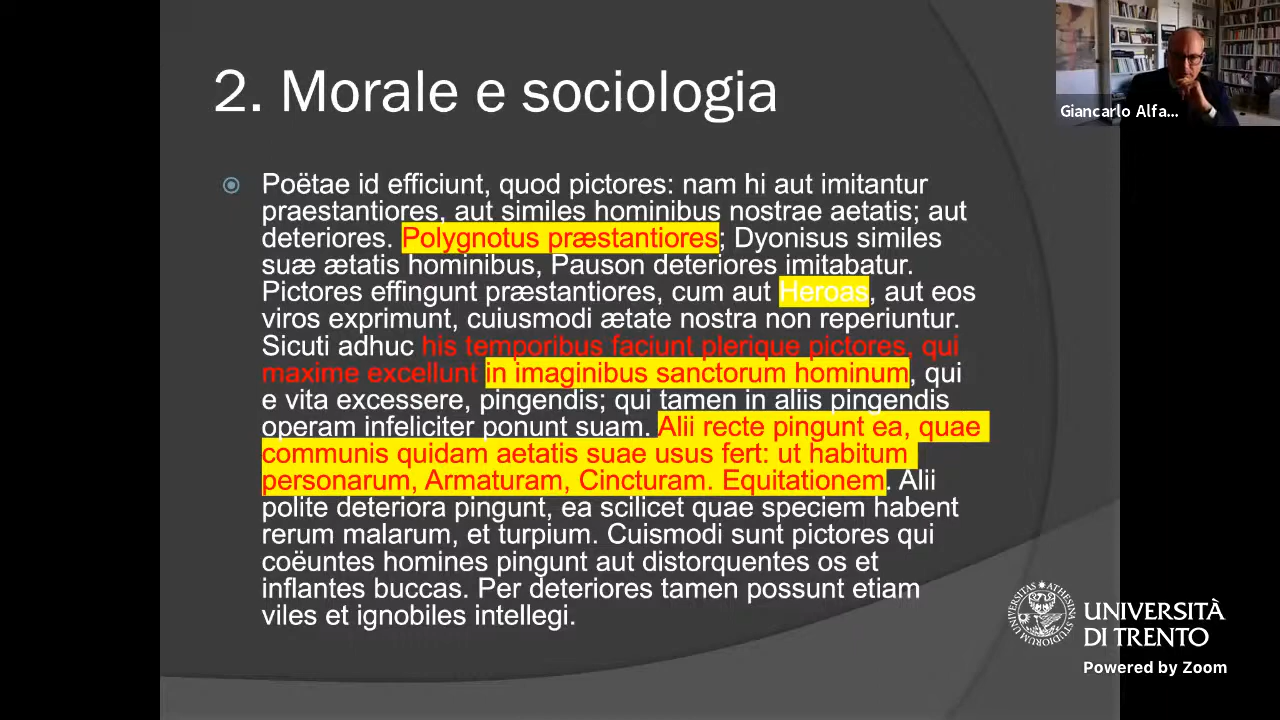 2. Morale e sociologia
Giancarlo Alfa...
Poëtae id efficiunt, quod pictores: nam hi aut imitantur
praestantiores, aut similes hominibus nostrae aetatis; aut
deteriores. Polygnotus præstantiores; Dyonisus similes
suæ ætatis hominibus, Pauson deteriores imitabatur.
Pictores effingunt præstantiores, cum aut Heroas, aut eos
viros exprimunt, cuiusmodi ætate nostra non reperiuntur.
Sicuti adhuc his temporibus faciunt plerique pictores, qui
maxime excellunt in imaginibus sanctorum hominum, qui
e vita excessere, pingendis; qui tamen in aliis pingendis
operam infeliciter ponunt suam. Alii recte pingunt ea, quae
communis quidam aetatis suae usus fert: ut habitum
personarum, Armaturam, Cincturam. Equitationem. Alii
polite deteriora pingunt, ea scilicet quae speciem habent
rerum malarum, et turpium. Cuismodi sunt pictores qui
coëuntes homines pingunt aut distorquentes os et
inflantes buccas. Per deteriores tamen possunt etiam
viles et ignobiles intellegi.
UNIVERSITÀ
DI TRENTO
Powered by Zoom